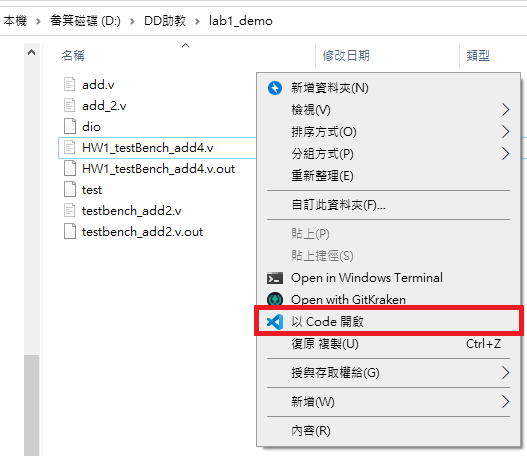 本機 > 蕃箕磁碟 (D:) > DD助教 > lab1_demo
名稱 修改日期 類型
add.v
add_2.v
dio
HW1_testBench_add4.v
HW1_testBench_add4.v.out
test
testbench_add2.v
testbench_add2.v.out
新增資料夾(N)
檢視(V)
排序方式(O)
分組方式(P)
重新整理(E)
自訂此資料夾(F)...
貼上(P)
貼上捷徑(S)
Open in Windows Terminal
Open with GitKraken
以 Code 開啟
復原 複製(U) Ctrl+Z
授與存取權給(G)
新增(W)
內容(R)